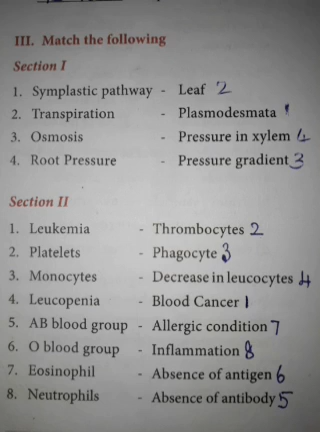 III. Match the following
Section I
1. Symplastic pathway - Leaf 2
2. Transpiration - Plasmodesmata 1
3. Osmosis - Pressure in xylem 4
4. Root Pressure - Pressure gradient 3
Section II
1. Leukemia - Thrombocytes 2
2. Platelets - Phagocyte 3
3. Monocytes - Decrease in leucocytes 4
4. Leucopenia - Blood Cancer 1
5. AB blood group - Allergic condition 7
6. O blood group - Inflammation 8
7. Eosinophil - Absence of antigen 6
8. Neutrophils - Absence of antibody 5